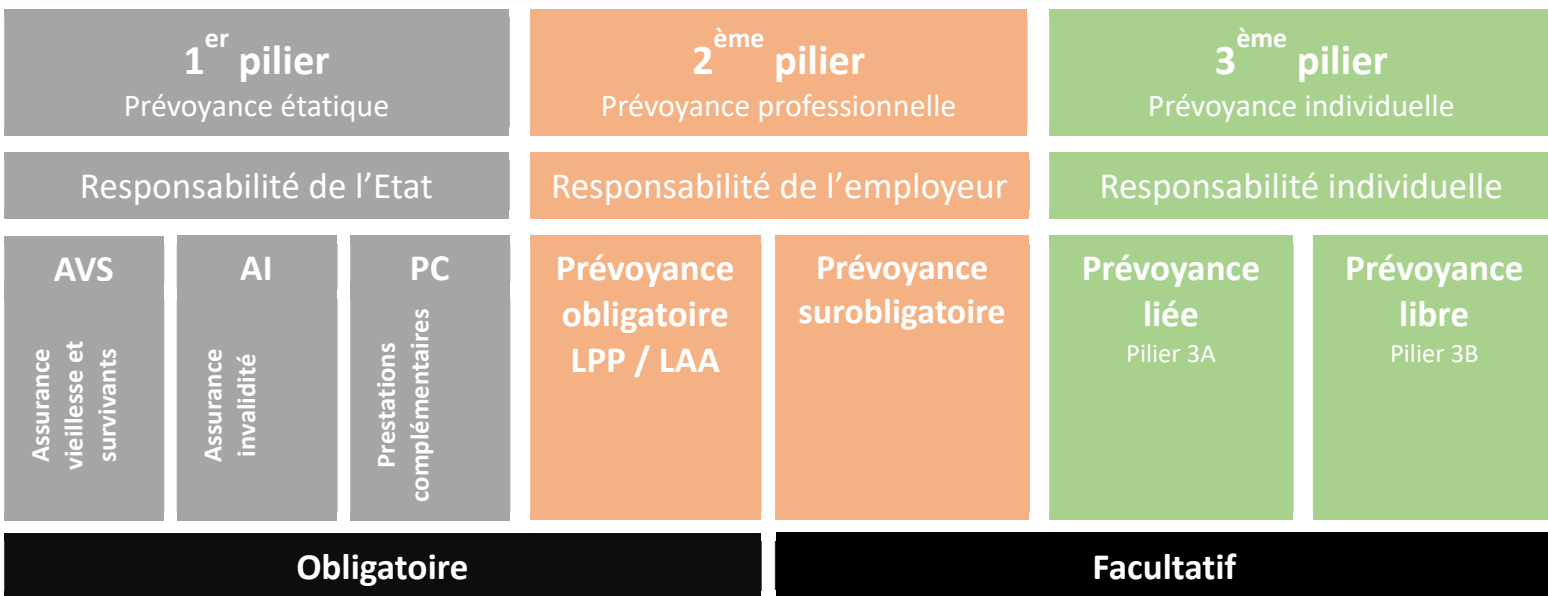 1er pilier
Prévoyance étatique
2ème pilier
Prévoyance professionnelle
3ème pilier
Prévoyance individuelle
Responsabilité de l’Etat
Responsabilité de l’employeur
Responsabilité individuelle
AVS
Assurance
vieillesse et
survivants
AI
Assurance
invalidité
PC
Prestations
complémentaires
Prévoyance
obligatoire
LPP / LAA
Prévoyance
surobligatoire
Prévoyance
liée
Pilier 3A
Prévoyance
libre
Pilier 3B
Obligatoire
Facultatif